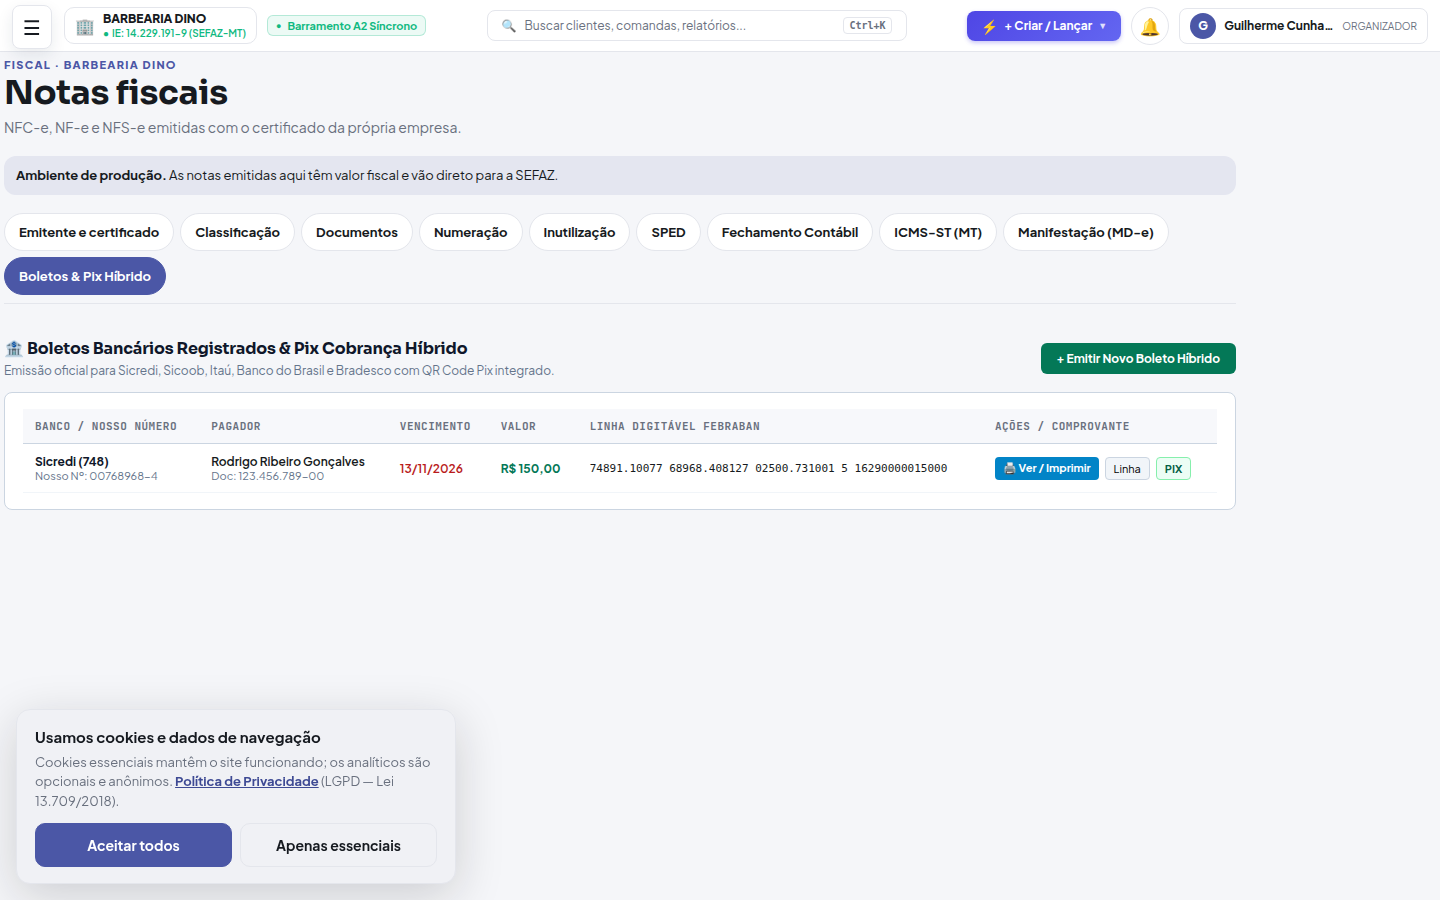 ☰
BARBEARIA DINO
● IE: 14.229.191-9 (SEFAZ-MT)
● Barramento A2 Síncrono
Buscar clientes, comandas, relatórios...
Ctrl+K
+ Criar / Lançar ▾
G
Guilherme Cunha...
ORGANIZADOR
FISCAL · BARBEARIA DINO
Notas fiscais
NFC-e, NF-e e NFS-e emitidas com o certificado da própria empresa.
Ambiente de produção. As notas emitidas aqui têm valor fiscal e vão direto para a SEFAZ.
Emitente e certificado
Classificação
Documentos
Numeração
Inutilização
SPED
Fechamento Contábil
ICMS-ST (MT)
Manifestação (MD-e)
Boletos & Pix Híbrido
Boletos Bancários Registrados & Pix Cobrança Híbrido
Emissão oficial para Sicredi, Sicoob, Itaú, Banco do Brasil e Bradesco com QR Code Pix integrado.
+ Emitir Novo Boleto Híbrido
BANCO / NOSSO NÚMERO PAGADOR VENCIMENTO VALOR LINHA DIGITÁVEL FEBRABAN AÇÕES / COMPROVANTE
Sicredi (748)
Nosso Nº: 00768968-4
Rodrigo Ribeiro Gonçalves
Doc: 123.456.789-00
13/11/2026
R$ 150,00
74891.10077 68968.408127 02500.731001 5 16290000015000
Ver / Imprimir
Linha
PIX
Usamos cookies e dados de navegação
Cookies essenciais mantêm o site funcionando; os analíticos são
opcionais e anônimos. Política de Privacidade (LGPD — Lei
13.709/2018).
Aceitar todos
Apenas essenciais